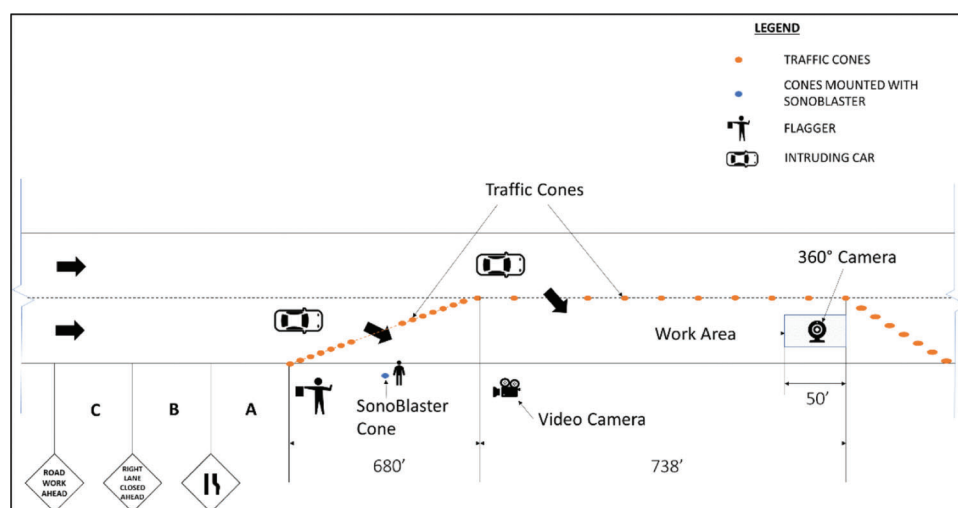 LEGEND
TRAFFIC CONES
CONES MOUNTED WITH
SONOBLASTER
FLAGGER
INTRUDING CAR
Traffic Cones
360° Camera
Work Area
C
B
A
SonoBlaster
Cone
Video Camera
50’
680’
738’
ROAD
WORK
AHEAD
RIGHT
LANE
CLOSED
AHEAD